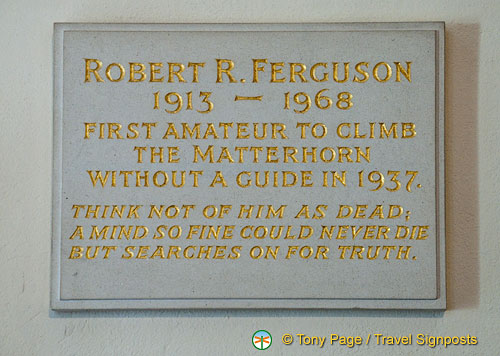 ROBERT R. FERGUSON
1913 — 1968
FIRST AMATEUR TO CLIMB
THE MATTERHORN
WITHOUT A GUIDE IN 1937.
THINK NOT OF HIM AS DEAD;
A MIND SO FINE COULD NEVER DIE
BUT SEARCHES ON FOR TRUTH.
© Tony Page / Travel Signposts